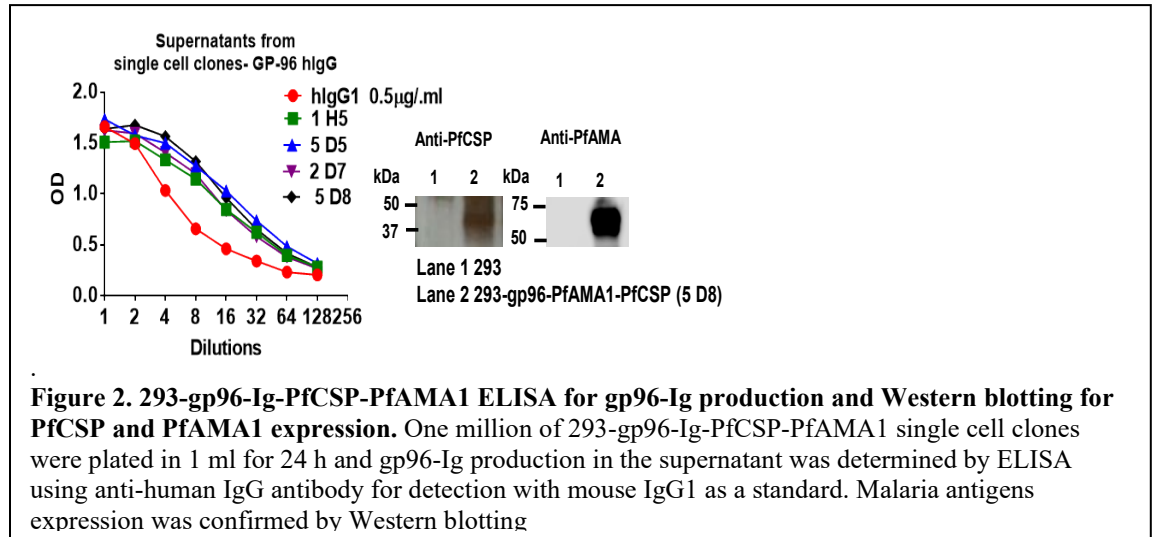 Supernatants from
single cell clones- GP-96 hIgG
2.0
1.5
1.0
0.5
0.0
OD
1 2 4 8 16 32 64 128256
Dilutions
hIgG1 0.5µg/.ml
1 H5
5 D5
2 D7
5 D8
Anti-PfCSP Anti-PfAMA
kDa 1 2 kDa 1 2
50
37
75
50
Lane 1 293
Lane 2 293-gp96-PfAMA1-PfCSP (5 D8)
.
Figure 2. 293-gp96-Ig-PfCSP-PfAMA1 ELISA for gp96-Ig production and Western blotting for
PfCSP and PfAMA1 expression. One million of 293-gp96-Ig-PfCSP-PfAMA1 single cell clones
were plated in 1 ml for 24 h and gp96-Ig production in the supernatant was determined by ELISA
using anti-human IgG antibody for detection with mouse IgG1 as a standard. Malaria antigens
expression was confirmed by Western blotting